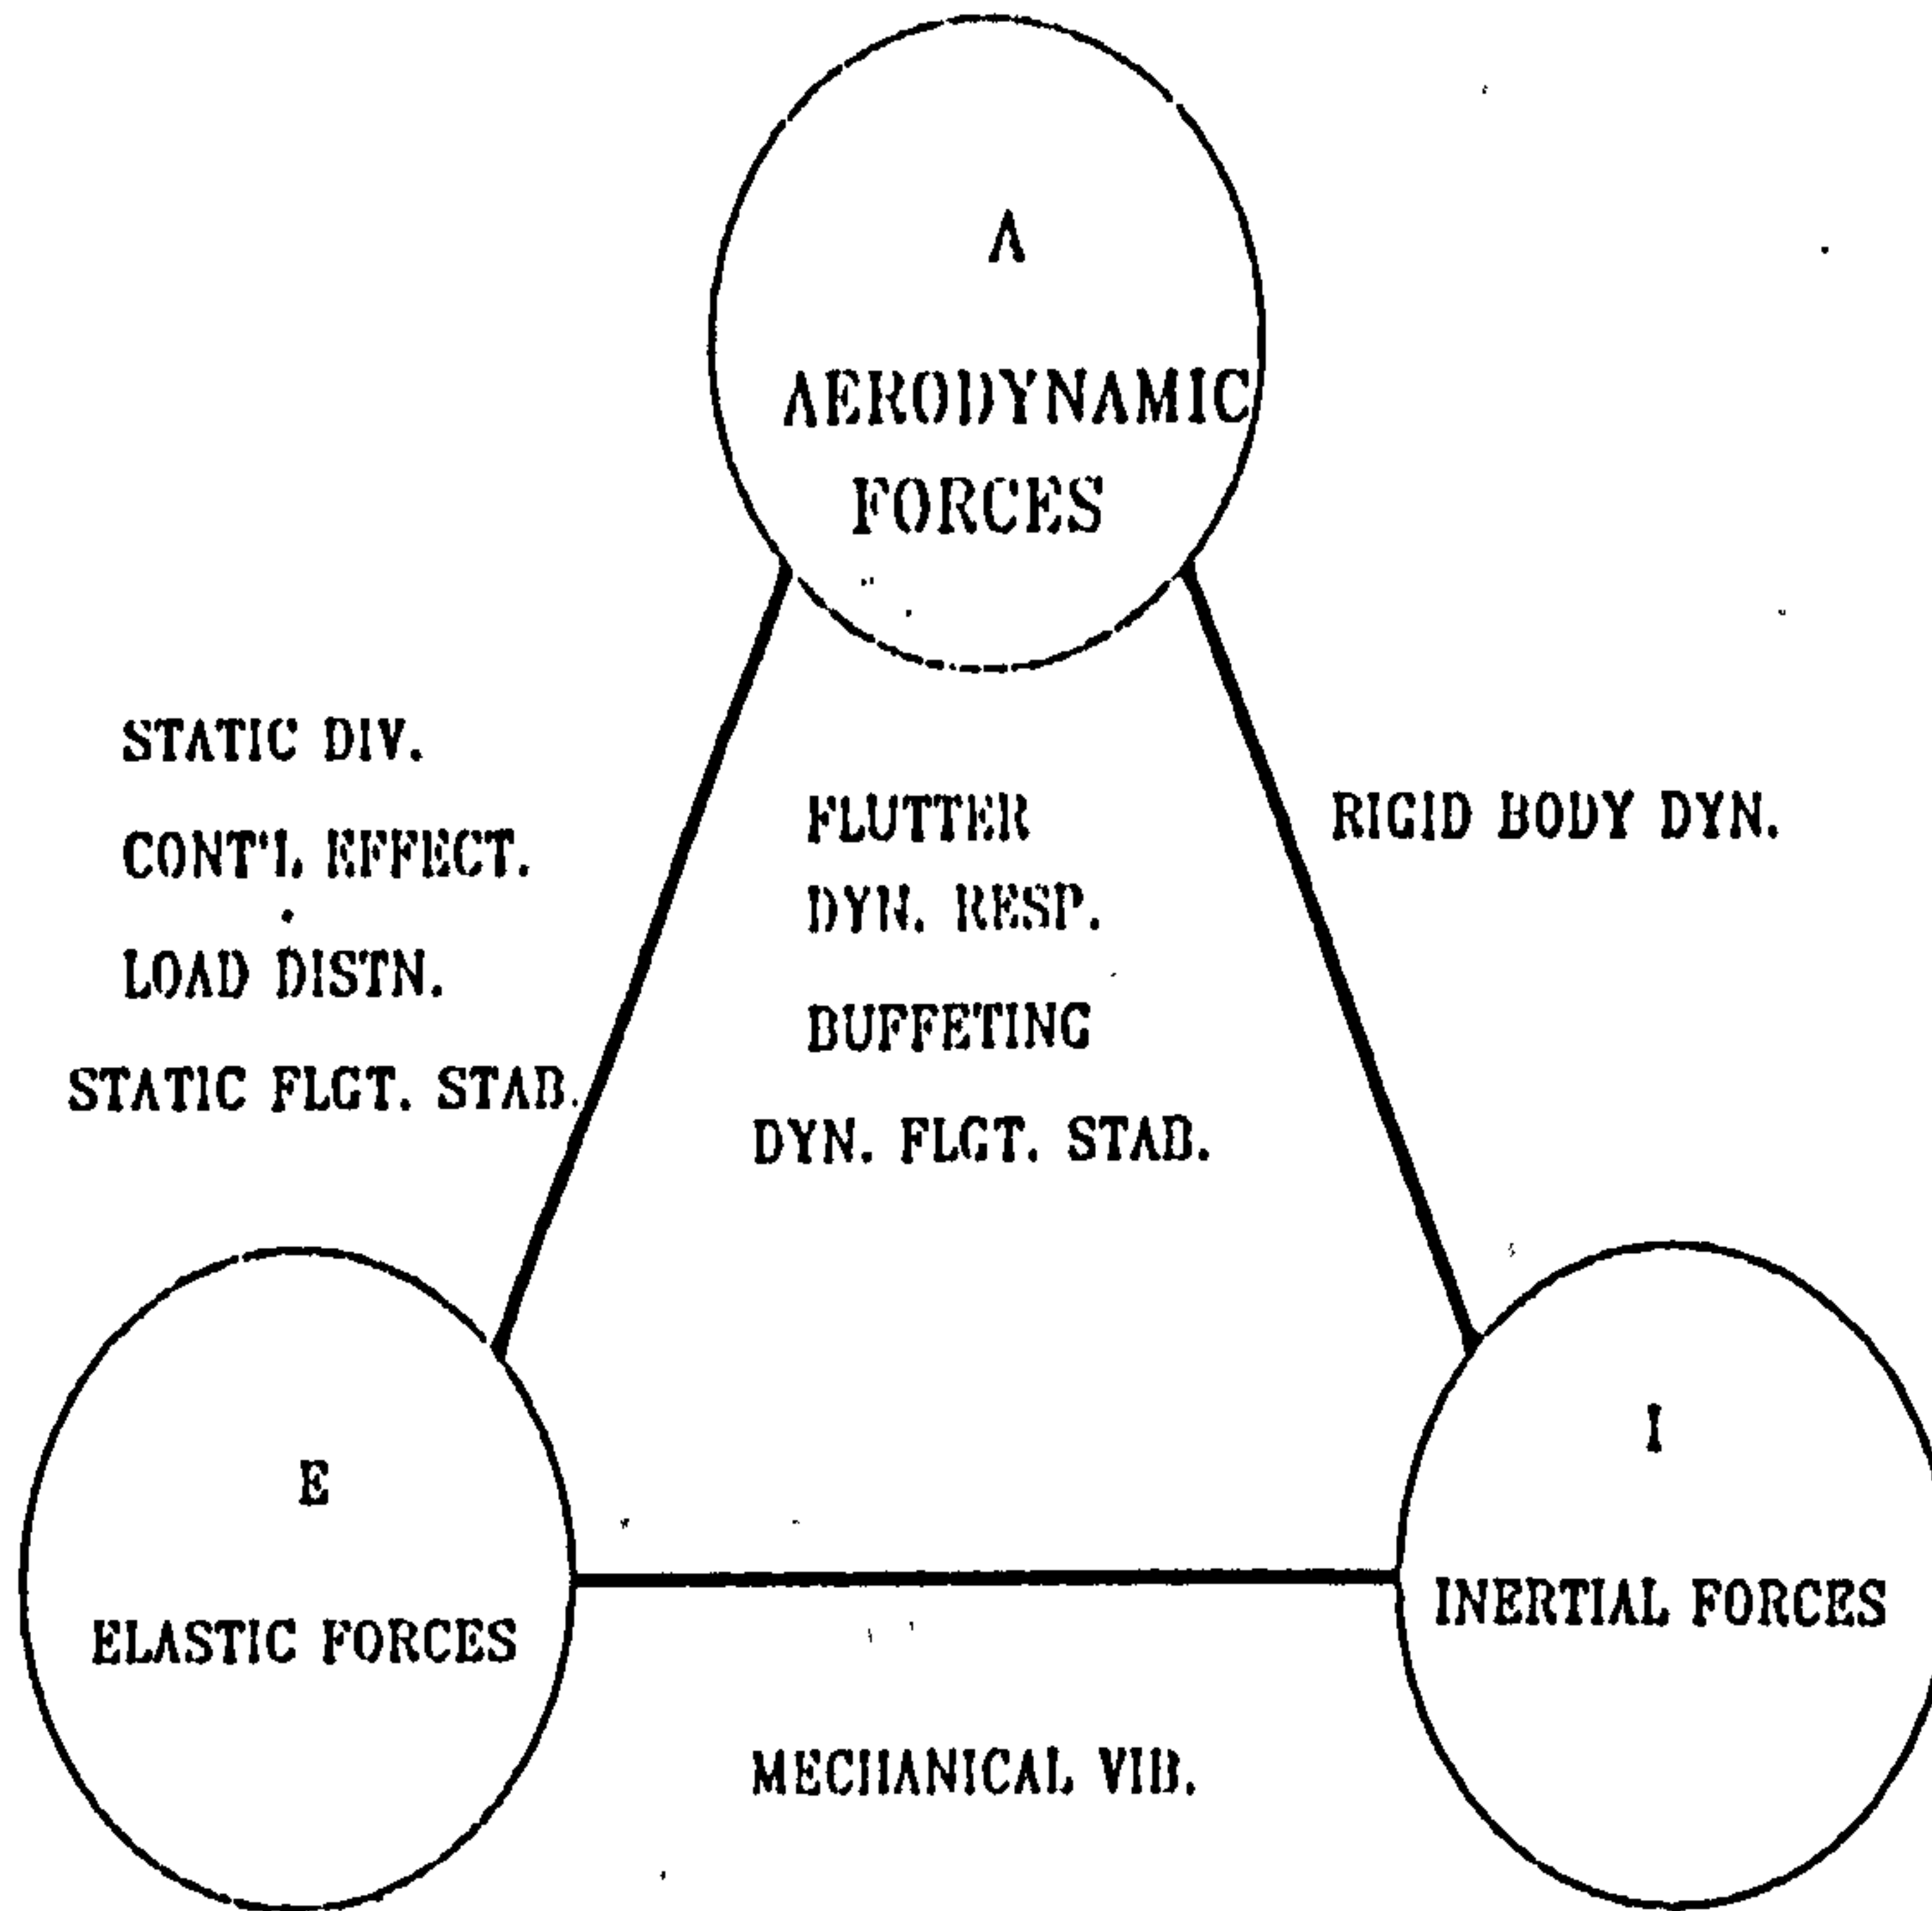 A
AERODYNAMIC
FORCES
STATIC DIV.
CONT'L EFFECT.
LOAD DISTN.
STATIC FLGT. STAB.
FLUTTER
DYN. RESP.
BUFFETING
DYN. FLGT. STAB.
RIGID BODY DYN.
E
ELASTIC FORCES
I
INERTIAL FORCES
MECHANICAL VIB.